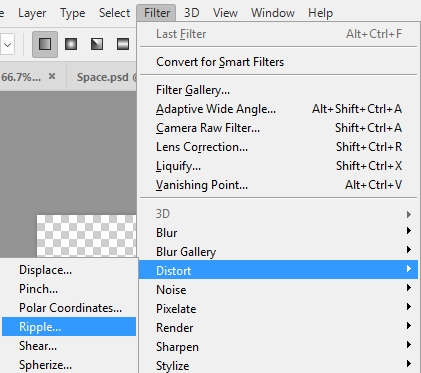 e Layer Type Select Filter 3D View Window Help
66.7%... × Space.psd @
Last Filter Alt+Ctrl+F
Convert for Smart Filters
Filter Gallery...
Adaptive Wide Angle... Alt+Shift+Ctrl+A
Camera Raw Filter... Shift+Ctrl+A
Lens Correction... Shift+Ctrl+R
Liquify... Shift+Ctrl+X
Vanishing Point... Alt+Ctrl+V
3D
Blur
Blur Gallery
Distort
Noise
Pixelate
Render
Sharpen
Stylize
Displace...
Pinch...
Polar Coordinates...
Ripple...
Shear...
Spherize...